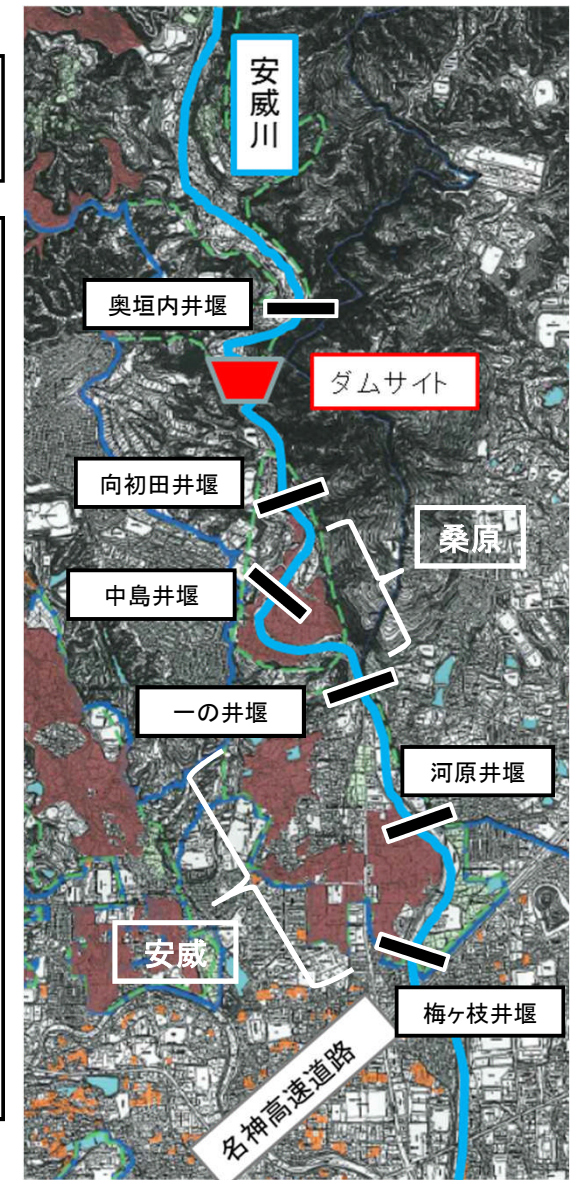 安威川
奥垣内井堰
ダムサイト
向初田井堰
桑原
中島井堰
一の井堰
河原井堰
安威
梅ヶ枝井堰
名神高速道路